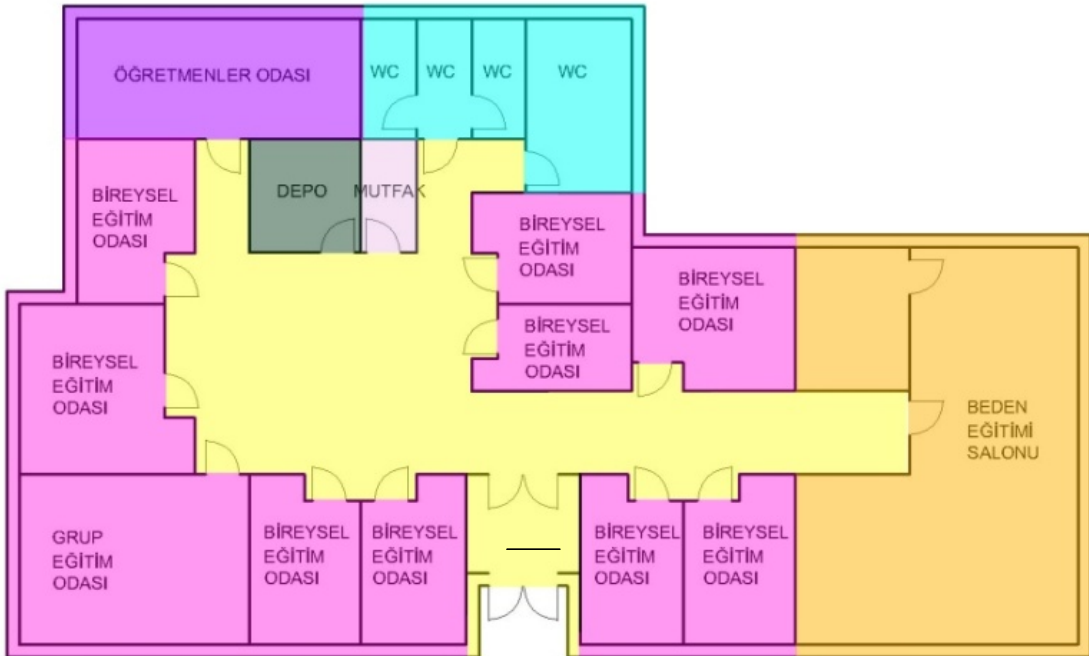 ÖĞRETMENLER ODASI
WC
WC
WC
WC
BİREYSEL
EĞİTİM
ODASI
DEPO
MUTFAK
BİREYSEL
EĞİTİM
ODASI
BİREYSEL
EĞİTİM
ODASI
BİREYSEL
EĞİTİM
ODASI
BİREYSEL
EĞİTİM
ODASI
BEDEN
EĞİTİMİ
SALONU
GRUP
EĞİTİM
ODASI
BİREYSEL
EĞİTİM
ODASI
BİREYSEL
EĞİTİM
ODASI
BİREYSEL
EĞİTİM
ODASI
BİREYSEL
EĞİTİM
ODASI